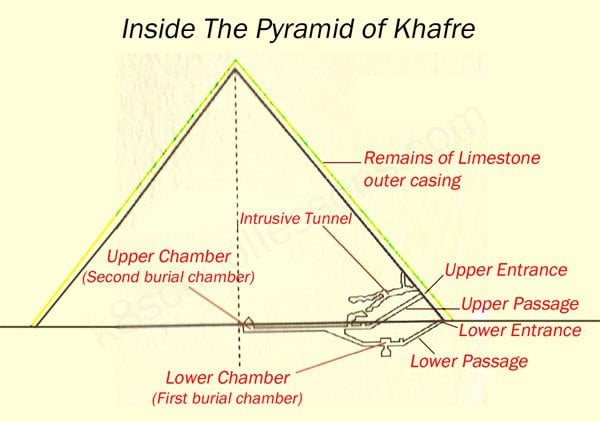 Inside The Pyramid of Khafre
Remains of Limestone
outer casing
Intrusive Tunnel
Upper Chamber
(Second burial chamber)
Upper Entrance
Upper Passage
Lower Entrance
Lower Passage
Lower Chamber
(First burial chamber)